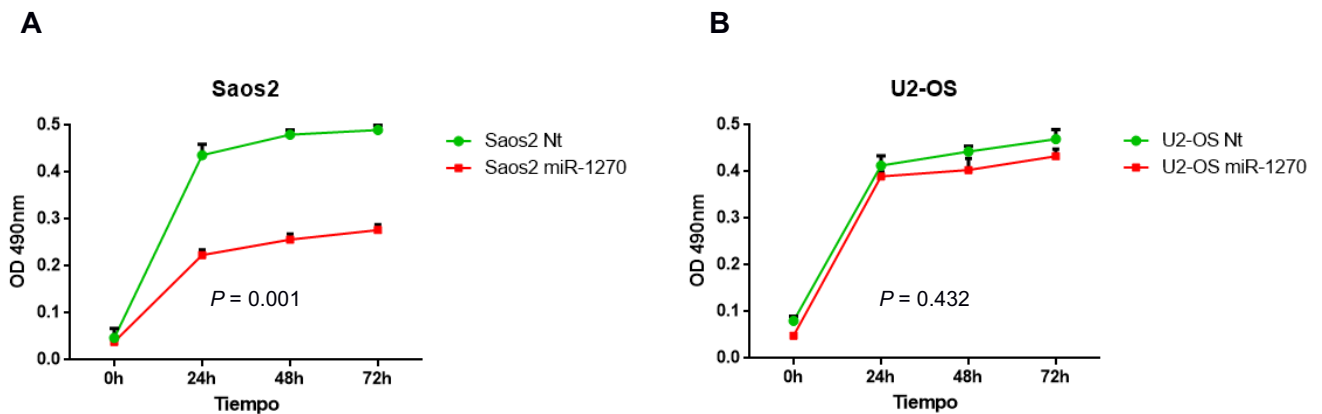 A
Saos2
OD 490nm
0.5
0.4
0.3
0.2
0.1
0.0
0h
24h
48h
72h
Tiempo
P = 0.001
Saos2 Nt
Saos2 miR-1270
B
U2-OS
OD 490nm
0.5
0.4
0.3
0.2
0.1
0.0
0h
24h
48h
72h
Tiempo
P = 0.432
U2-OS Nt
U2-OS miR-1270